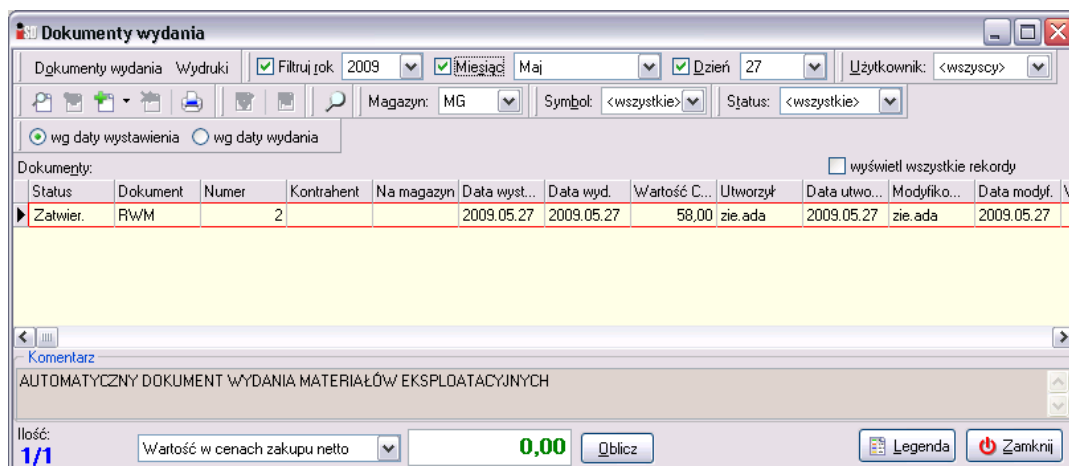 Dokumenty wydania
Dokumenty wydania Wydruki Filtruj rok 2009 Miesiąc Maj Dzień 27 Użytkownik: <wszyscy>
Magazyn: MG Symbol: <wszystkie> Status: <wszystkie>
wg daty wystawienia wg daty wydania
Dokumenty: wyświetl wszystkie rekordy
Status Dokument Numer Kontrahent Na magazyn Data wyst... Data wyd. Wartość C... Utworzył Data utwo... Modyfiko... Data modyf.
Zatwier. RWM 2 2009.05.27 2009.05.27 58,00 zie.ada 2009.05.27 zie.ada 2009.05.27
Komentarz
AUTOMATYCZNY DOKUMENT WYDANIA MATERIAŁÓW EKSPLOATACYJNYCH
Ilość:
1/1 Wartość w cenach zakupu netto 0,00 Oblicz Legenda Zamknij